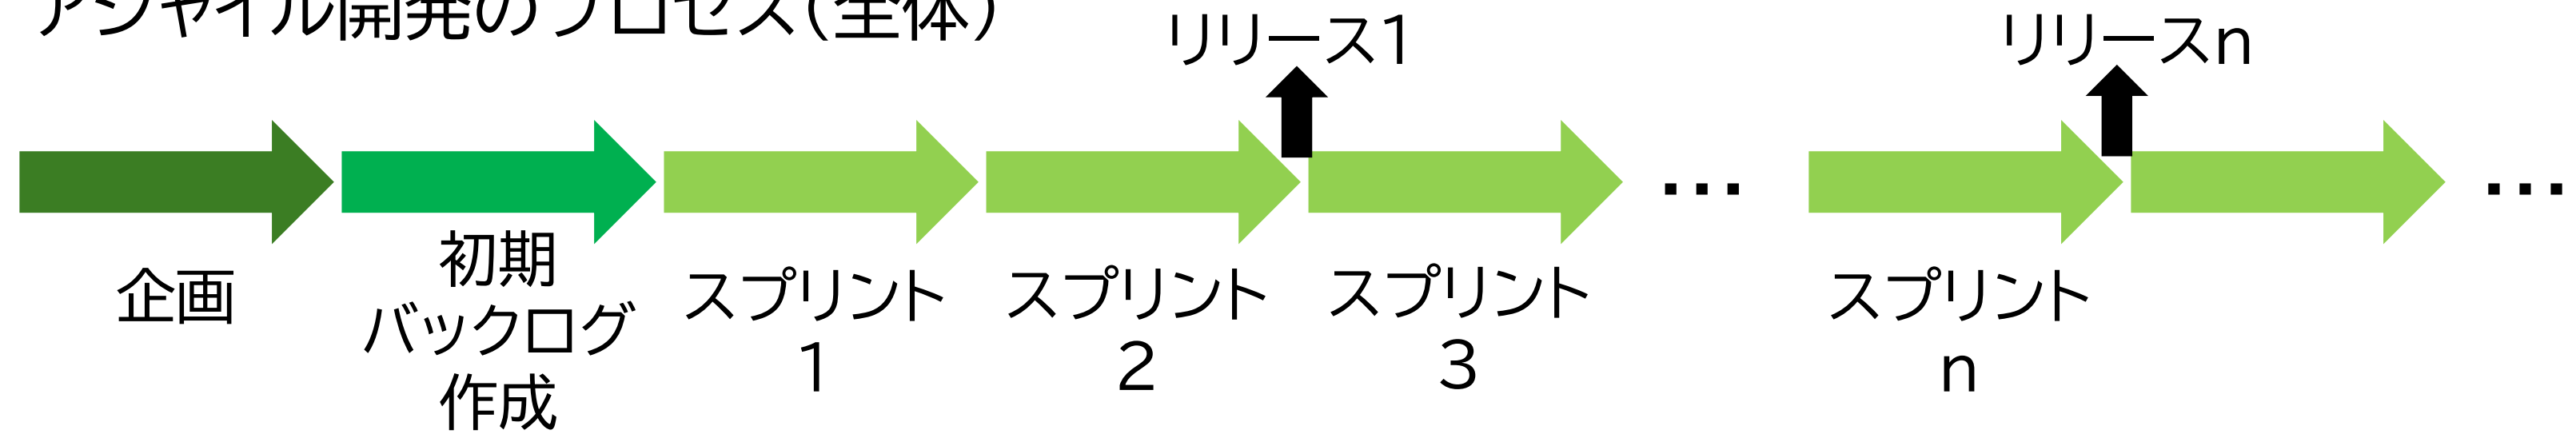 アジャイル開発のプロセス(全体)
リリース1
リリースn
企画
初期
バックログ
作成
スプリント
1
スプリント
2
スプリント
3
…
スプリント
n
…